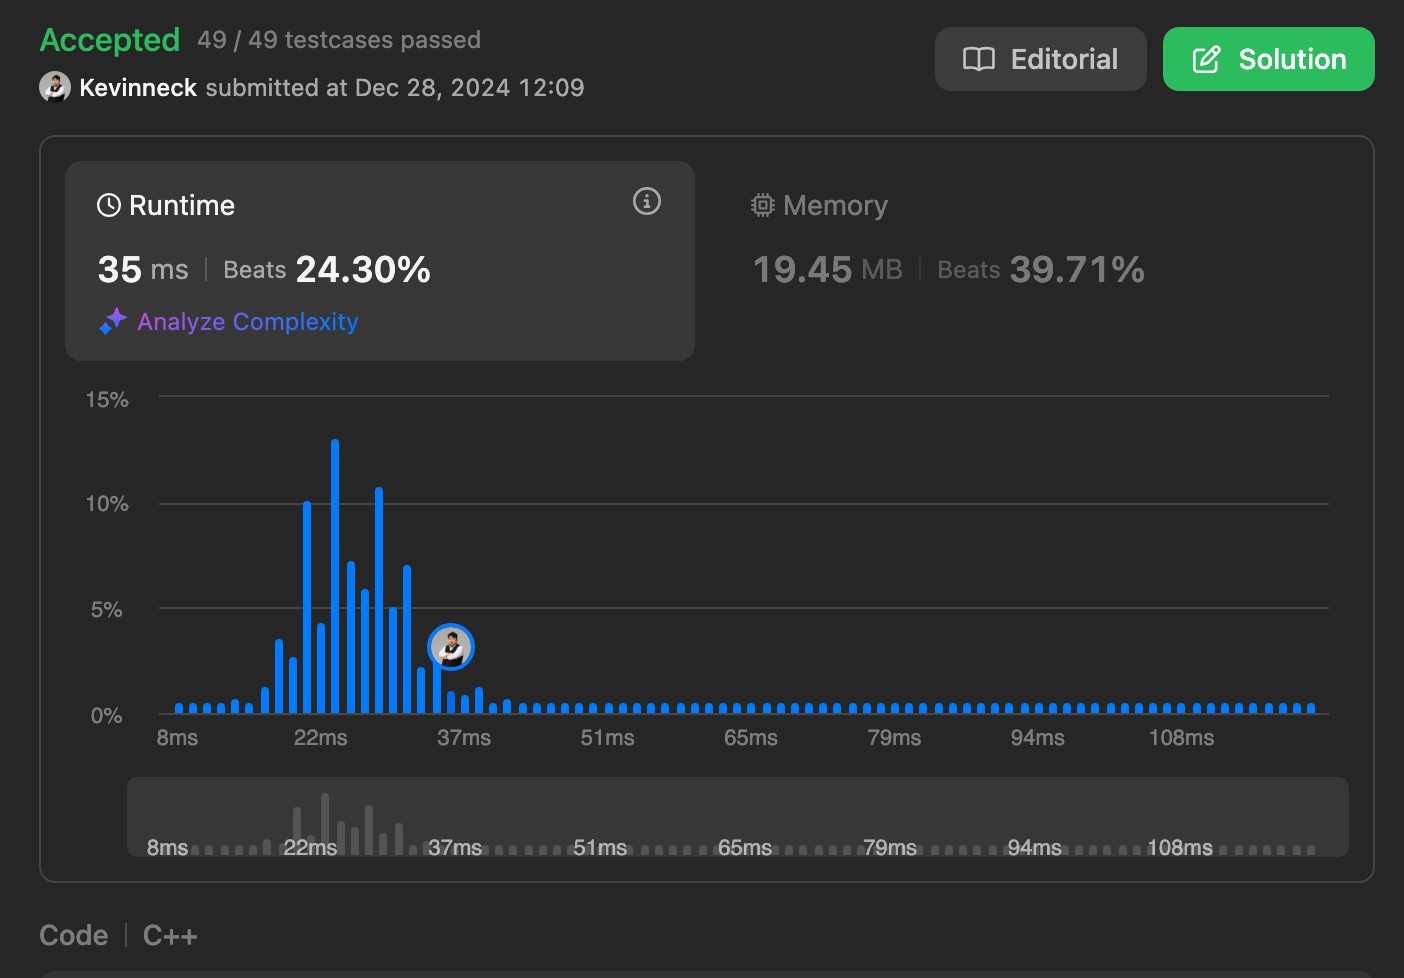 Accepted 49 / 49 testcases passed
Editorial
Solution
Kevinneck submitted at Dec 28, 2024 12:09
Runtime
35 ms | Beats 24.30%
Analyze Complexity
Memory
19.45 MB | Beats 39.71%
15%
10%
5%
0%
8ms 22ms 37ms 51ms 65ms 79ms 94ms 108ms
8ms 22ms 37ms 51ms 65ms 79ms 94ms 108ms
Code | C++